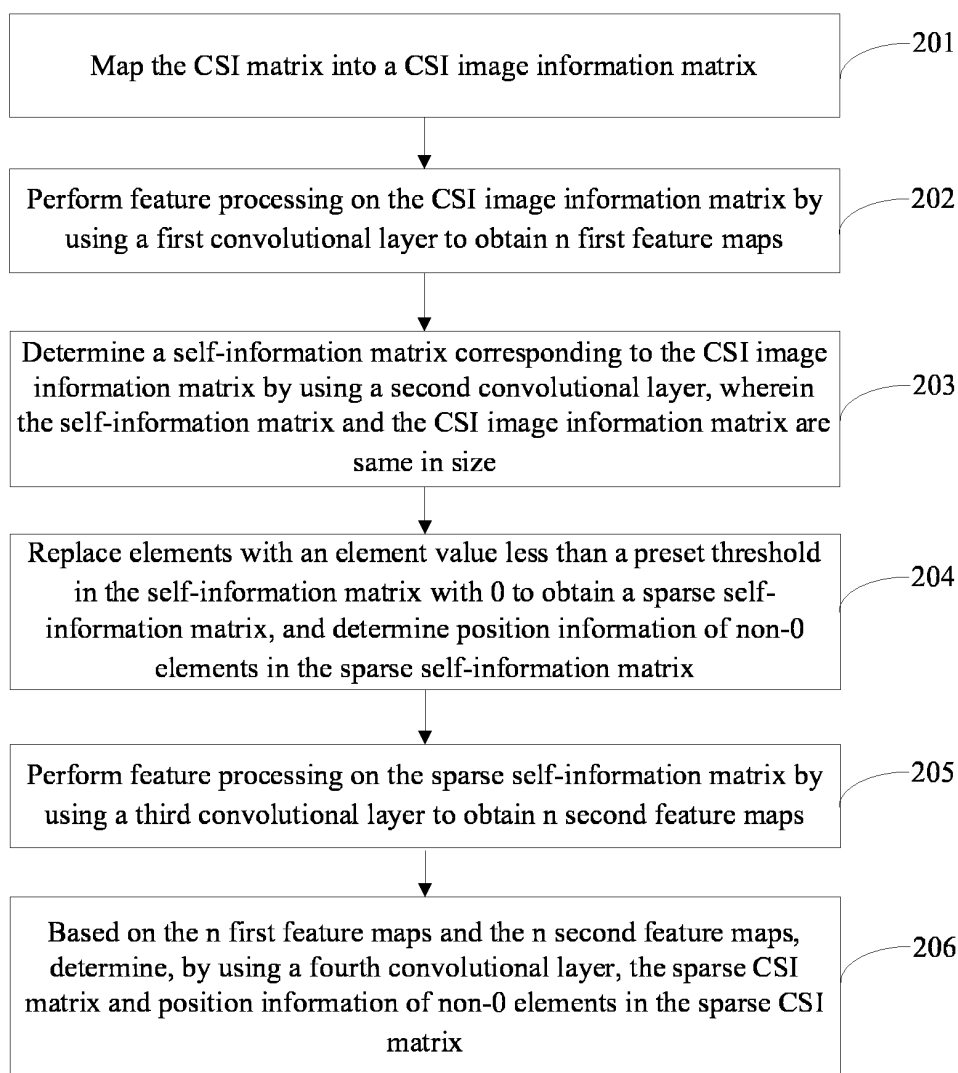 Map the CSI matrix into a CSI image information matrix
201
Perform feature processing on the CSI image information matrix by
using a first convolutional layer to obtain n first feature maps
202
Determine a self-information matrix corresponding to the CSI image
information matrix by using a second convolutional layer, wherein
the self-information matrix and the CSI image information matrix are
same in size
203
Replace elements with an element value less than a preset threshold
in the self-information matrix with 0 to obtain a sparse self-
information matrix, and determine position information of non-0
elements in the sparse self-information matrix
204
Perform feature processing on the sparse self-information matrix by
using a third convolutional layer to obtain n second feature maps
205
Based on the n first feature maps and the n second feature maps,
determine, by using a fourth convolutional layer, the sparse CSI
matrix and position information of non-0 elements in the sparse CSI
matrix
206